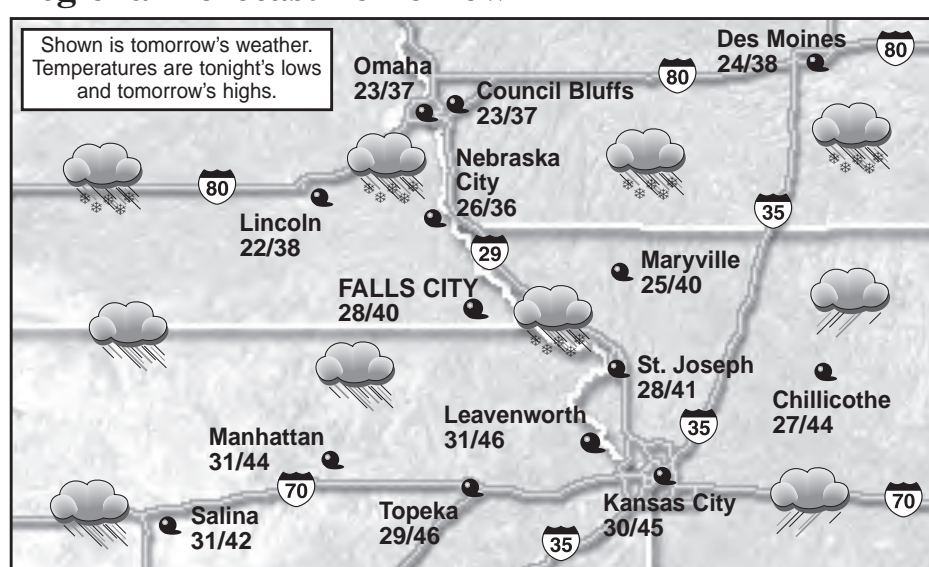 Shown is tomorrow's weather.
Temperatures are tonight's lows
and tomorrow's highs.
Des Moines
24/38
80
Omaha
23/37
80
Council Bluffs
23/37
Nebraska
City
26/36
80
Lincoln
22/38
35
29
Maryville
25/40
FALLS CITY
28/40
St. Joseph
28/41
Chillicothe
27/44
Leavenworth
31/46
35
Manhattan
31/44
70
Salina
31/42
Topeka
29/46
Kansas City
30/45
70
35